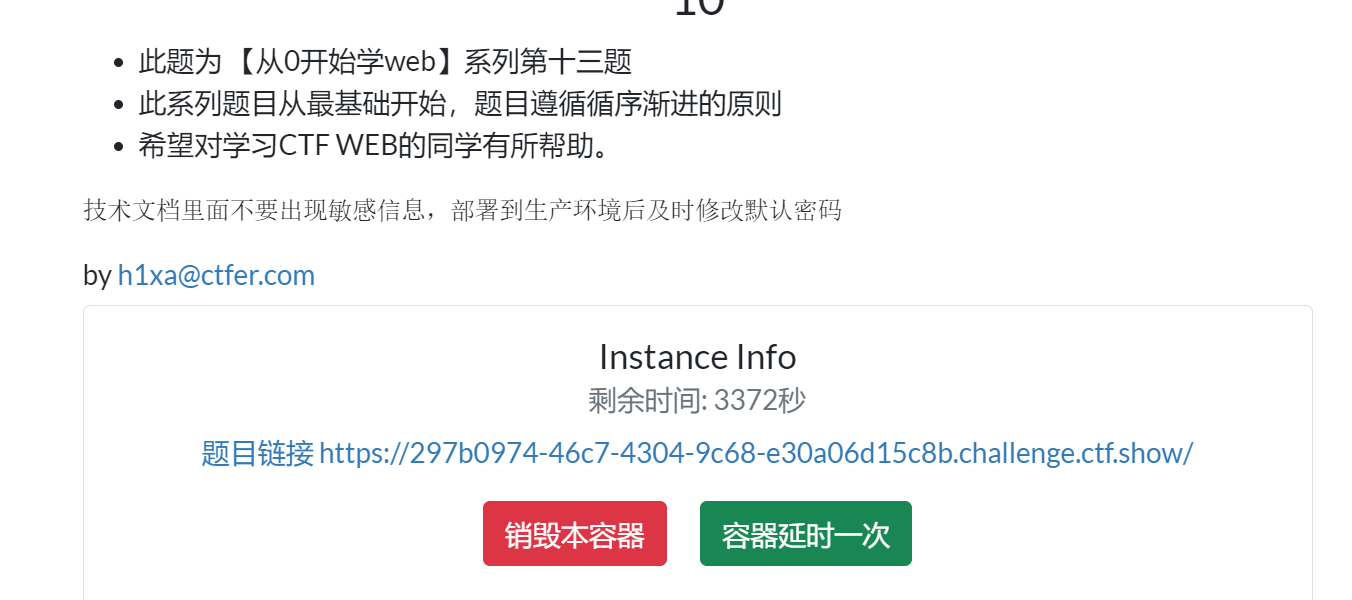 10
此题为 【从0开始学web】系列第十三题
此系列题目从最基础开始，题目遵循循序渐进的原则
希望对学习CTF WEB的同学有所帮助。
技术文档里面不要出现敏感信息，部署到生产环境后及时修改默认密码
by h1xa@ctfer.com
Instance Info
剩余时间: 3372秒
题目链接 https://297b0974-46c7-4304-9c68-e30a06d15c8b.challenge.ctf.show/
销毁本容器 容器延时一次